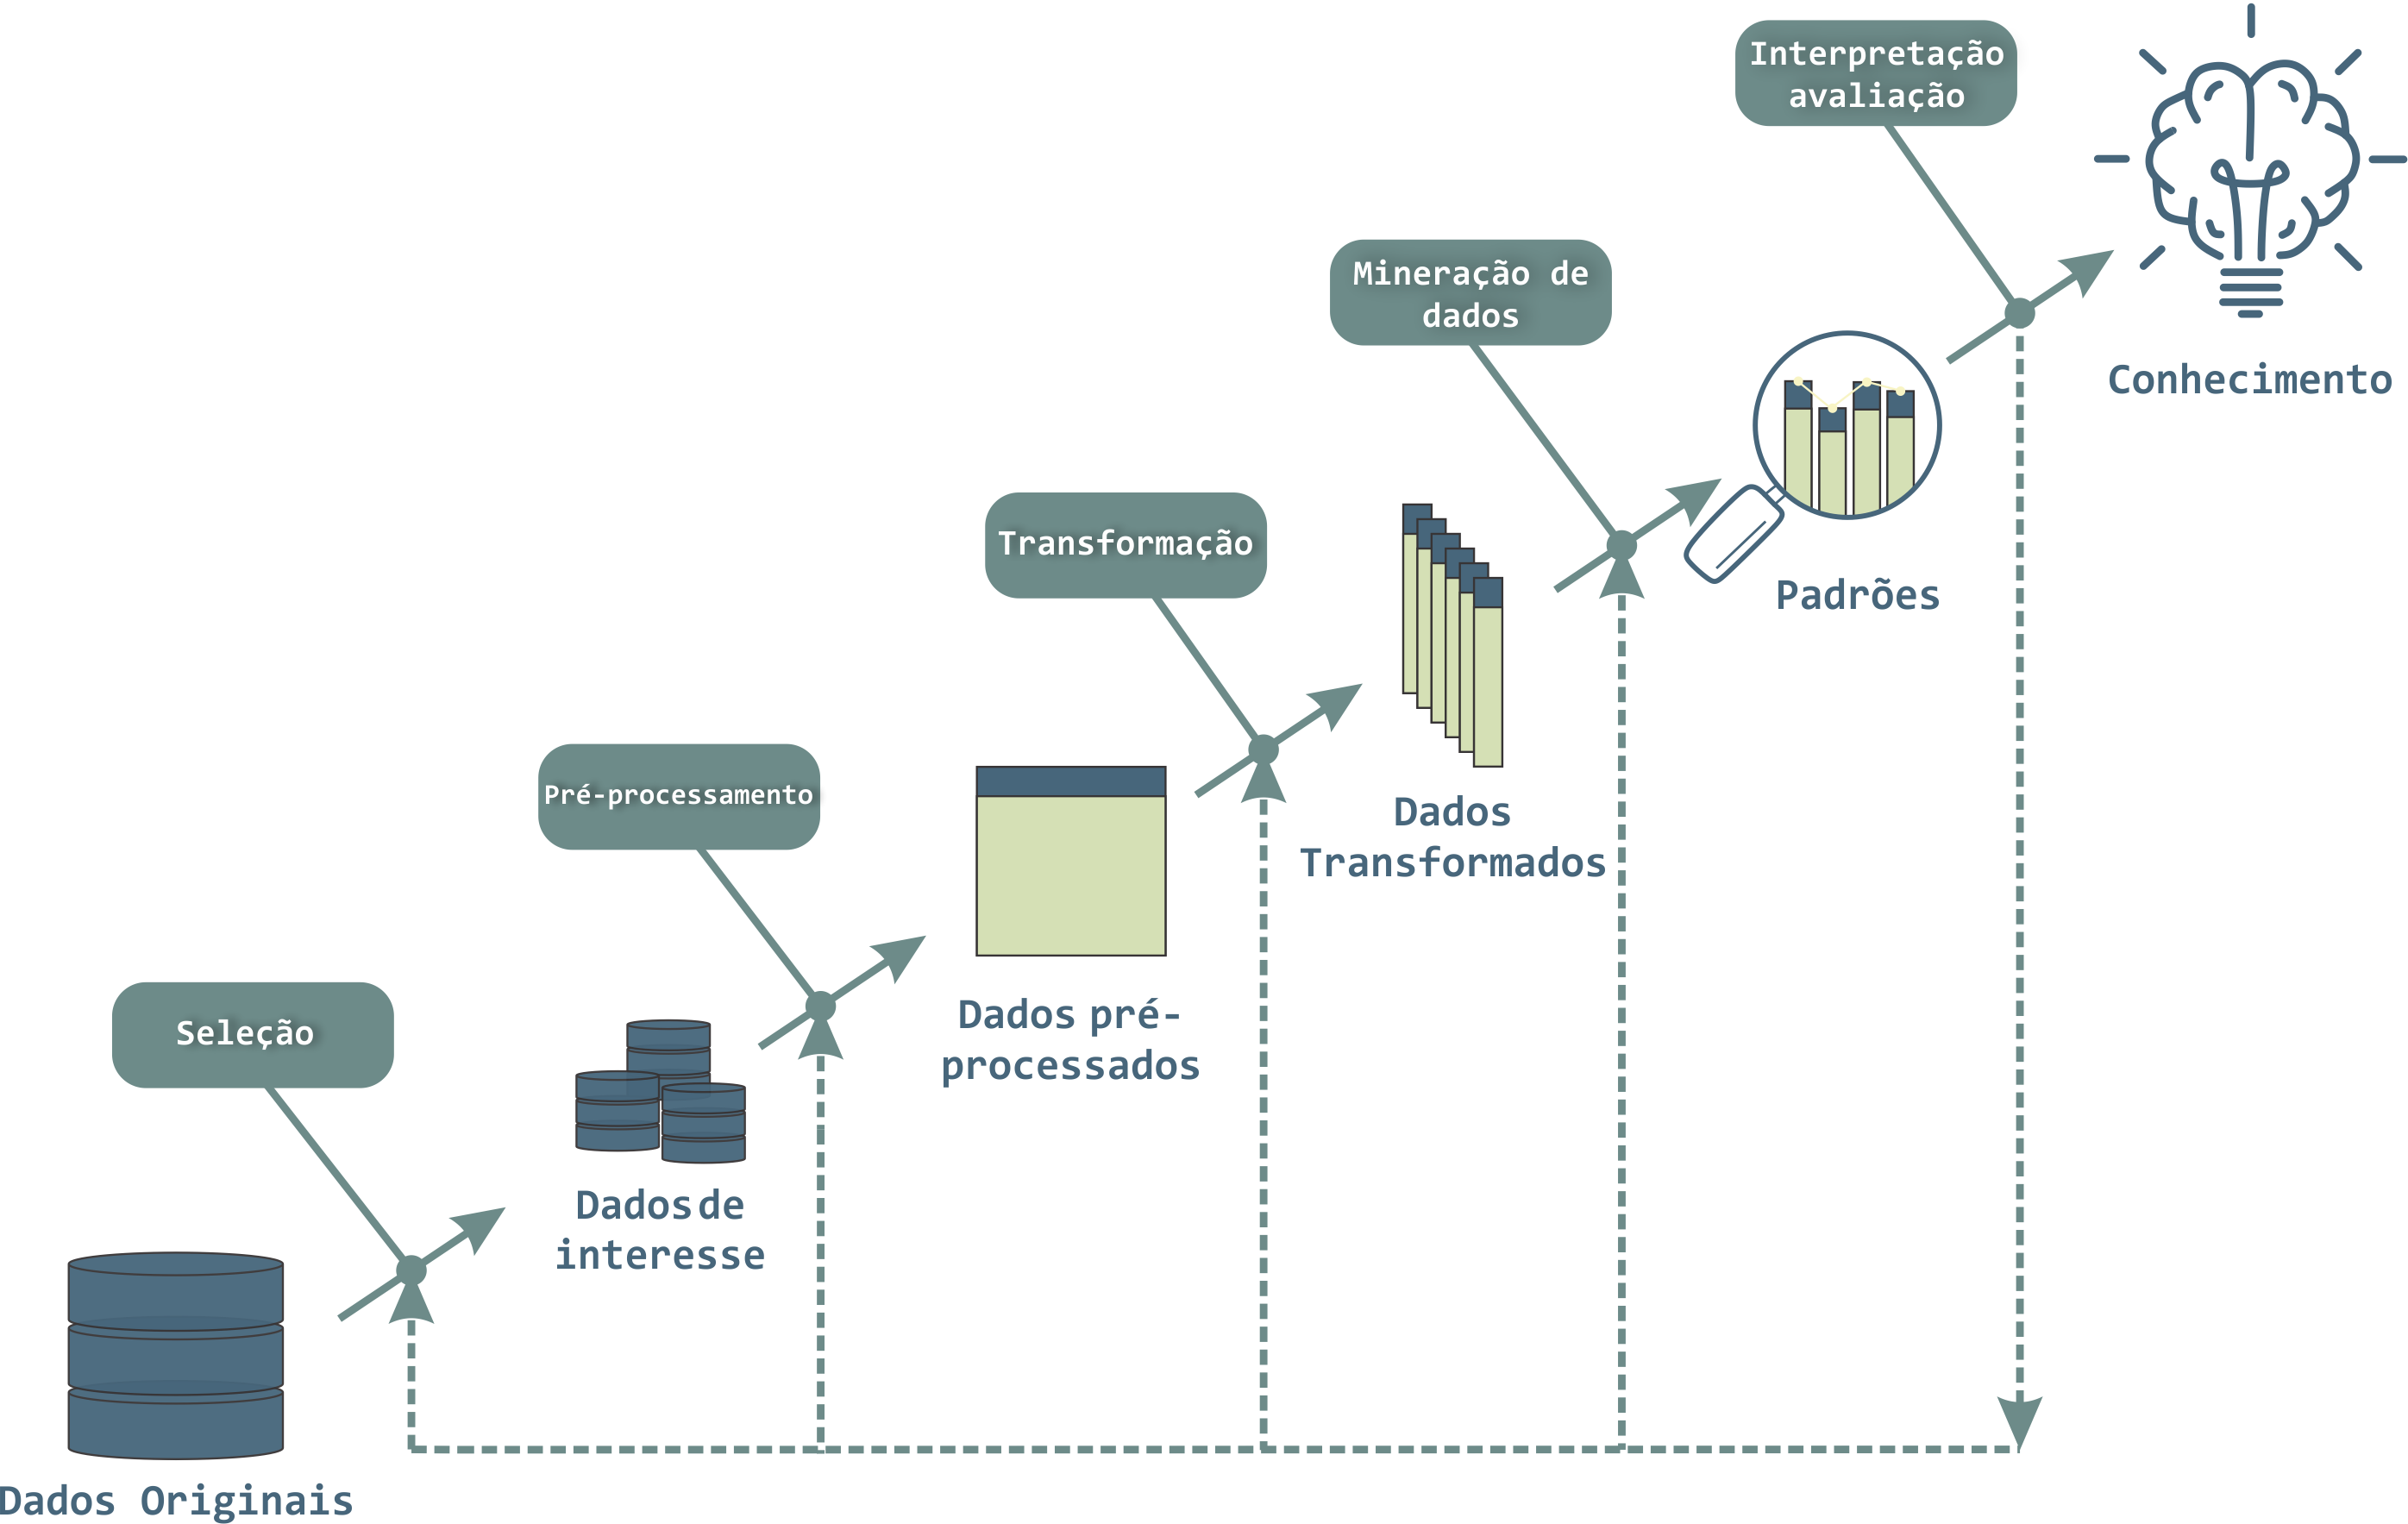 Interpretação
avaliação
Conhecimento
Mineração de
dados
Padrões
Transformação
Dados
Transformados
Pré-processamento
Dados pré-
processados
Seleção
Dados de
interesse
Dados Originais